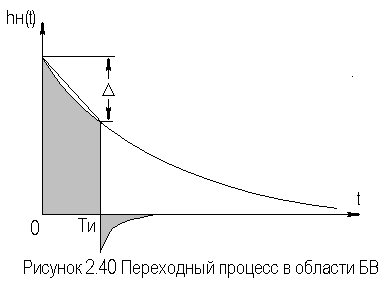 hн(t)
Δ
t
0
Tи
Рисунок 2.40 Переходный процесс в области БВ